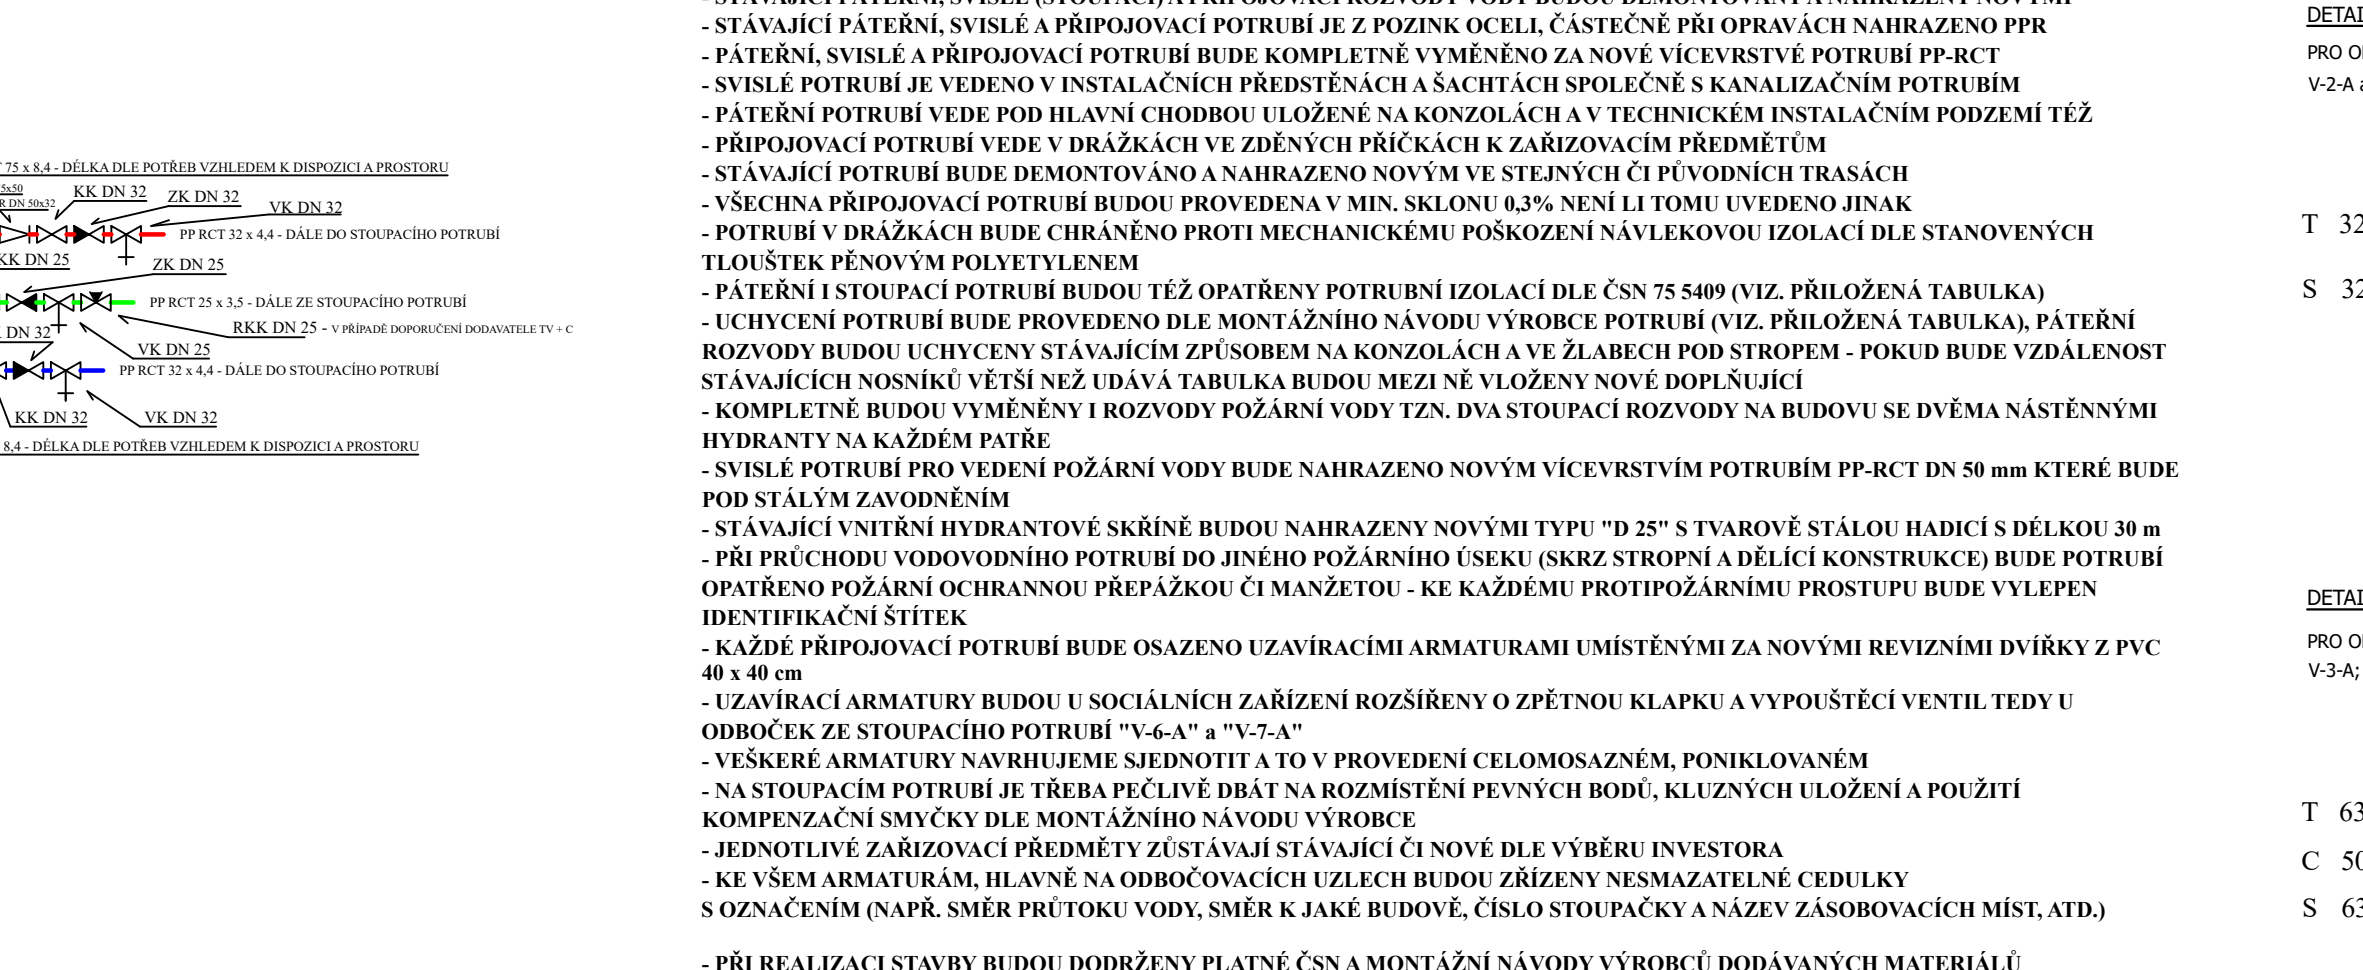 T 75 x 8,4 - DÉLKA DLE POTŘEB VZHLEDEM K DISPOZICI A PROSTORU
KK DN 32
ZK DN 32
VK DN 32
R DN 50x32
PP RCT 32 x 4,4 - DÁLE DO STOUPACÍHO POTRUBÍ
KK DN 25
ZK DN 25
PP RCT 25 x 3,5 - DÁLE ZE STOUPACÍHO POTRUBÍ
RKK DN 25 - V PŘÍPADĚ DOPORUČENÍ DODAVATELE TV + C
DN 32
VK DN 25
PP RCT 32 x 4,4 - DÁLE DO STOUPACÍHO POTRUBÍ
KK DN 32
VK DN 32
8,4 - DÉLKA DLE POTŘEB VZHLEDEM K DISPOZICI A PROSTORU
- STÁVAJÍCÍ PÁTEŘNÍ, SVISLÉ (STOUPACÍ) A PŘIPOJOVACÍ ROZVODY VODY BUDOU DEMONTOVÁNY A NAHRAZENY NOVÝMI
- STÁVAJÍCÍ PÁTEŘNÍ, SVISLÉ A PŘIPOJOVACÍ POTRUBÍ JE Z POZINK OCELI, ČÁSTEČNĚ PŘI OPRAVÁCH NAHRAZENO PPR
- PÁTEŘNÍ, SVISLÉ A PŘIPOJOVACÍ POTRUBÍ BUDE KOMPLETNĚ VYMĚNĚNO ZA NOVÉ VÍCEVRSTVÉ POTRUBÍ PP-RCT
- SVISLÉ POTRUBÍ JE VEDENO V INSTALAČNÍCH PŘEDSTĚNÁCH A ŠACHTÁCH SPOLEČNĚ S KANALIZAČNÍM POTRUBÍM
- PÁTEŘNÍ POTRUBÍ VEDE POD HLAVNÍ CHODBOU ULOŽENÉ NA KONZOLÁCH A V TECHNICKÉM INSTALAČNÍM PODZEMÍ TÉŽ
- PŘIPOJOVACÍ POTRUBÍ VEDE V DRÁŽKÁCH VE ZDĚNÝCH PŘÍČKÁCH K ZAŘIZOVACÍM PŘEDMĚTŮM
- STÁVAJÍCÍ POTRUBÍ BUDE DEMONTOVÁNO A NAHRAZENO NOVÝM VE STEJNÝCH ČI PŮVODNÍCH TRASÁCH
- VŠECHNA PŘIPOJOVACÍ POTRUBÍ BUDOU PROVEDENA V MIN. SKLONU 0,3% NENÍ LI TOMU UVEDENO JINAK
- POTRUBÍ V DRÁŽKÁCH BUDE CHRÁNĚNO PROTI MECHANICKÉMU POŠKOZENÍ NÁVLEKOVOU IZOLACÍ DLE STANOVENÝCH
TLOUŠTEK PĚNOVÝM POLYETYLENEM
- PÁTEŘNÍ I STOUPACÍ POTRUBÍ BUDOU TÉŽ OPATŘENY POTRUBNÍ IZOLACÍ DLE ČSN 75 5409 (VIZ. PŘILOŽENÁ TABULKA)
- UCHYCENÍ POTRUBÍ BUDE PROVEDENO DLE MONTÁŽNÍHO NÁVODU VÝROBCE POTRUBÍ (VIZ. PŘILOŽENÁ TABULKA), PÁTEŘNÍ
ROZVODY BUDOU UCHYCENY STÁVAJÍCÍM ZPŮSOBEM NA KONZOLÁCH A VE ŽLABECH POD STROPEM - POKUD BUDE VZDÁLENOST
STÁVAJÍCÍCH NOSNÍKŮ VĚTŠÍ NEŽ UDÁVÁ TABULKA BUDOU MEZI NĚ VLOŽENY NOVÉ DOPLŇUJÍCÍ
- KOMPLETNĚ BUDOU VYMĚNĚNY I ROZVODY POŽÁRNÍ VODY TZN. DVA STOUPACÍ ROZVODY NA BUDOVU SE DVĚMA NÁSTĚNNÝMI
HYDRANTY NA KAŽDÉM PATŘE
- SVISLÉ POTRUBÍ PRO VEDENÍ POŽÁRNÍ VODY BUDE NAHRAZENO NOVÝM VÍCEVRSTVÍM POTRUBÍM PP-RCT DN 50 mm KTERÉ BUDE
POD STÁLÝM ZAVODNĚNÍM
- STÁVAJÍCÍ VNITŘNÍ HYDRANTOVÉ SKŘÍNĚ BUDOU NAHRAZENY NOVÝMI TYPU "D 25" S TVAROVĚ STÁLOU HADICÍ S DÉLKOU 30 m
- PŘI PRŮCHODU VODOVODNÍHO POTRUBÍ DO JINÉHO POŽÁRNÍHO ÚSEKU (SKRZ STROPNÍ A DĚLÍCÍ KONSTRUKCE) BUDE POTRUBÍ
OPATŘENO POŽÁRNÍ OCHRANNOU PŘEPÁŽKOU ČI MANŽETOU - KE KAŽDÉMU PROTIPOŽÁRNÍMU PROSTUPU BUDE VYLEPEN
IDENTIFIKAČNÍ ŠTÍTEK
- KAŽDÉ PŘIPOJOVACÍ POTRUBÍ BUDE OSAZENO UZAVÍRACÍMI ARMATURAMI UMÍSTĚNÝMI ZA NOVÝMI REVIZNÍMI DVÍŘKY Z PVC
40 x 40 cm
- UZAVÍRACÍ ARMATURY BUDOU U SOCIÁLNÍCH ZAŘÍZENÍ ROZŠÍŘENY O ZPĚTNOU KLAPKU A VYPOUŠTĚCÍ VENTIL TEDY U
ODBOČEK ZE STOUPACÍHO POTRUBÍ "V-6-A" a "V-7-A"
- VEŠKERÉ ARMATURY NAVRHUJEME SJEDNOTIT A TO V PROVEDENÍ CELOMOSAZNÉM, PONIKLOVANÉM
- NA STOUPACÍM POTRUBÍ JE TŘEBA PEČLIVĚ DBÁT NA ROZMÍSTĚNÍ PEVNÝCH BODŮ, KLUZNÝCH ULOŽENÍ A POUŽITÍ
KOMPENZAČNÍ SMYČKY DLE MONTÁŽNÍHO NÁVODU VÝROBCE
- JEDNOTLIVÉ ZAŘIZOVACÍ PŘEDMĚTY ZŮSTÁVAJÍ STÁVAJÍCÍ ČI NOVÉ DLE VÝBĚRU INVESTORA
- KE VŠEM ARMATURÁM, HLAVNĚ NA ODBOČOVACÍCH UZLECH BUDOU ZŘÍZENY NESMAZATELNÉ CEDULKY
S OZNAČENÍM (NAPŘ. SMĚR PRŮTOKU VODY, SMĚR K JAKÉ BUDOVĚ, ČÍSLO STOUPAČKY A NÁZEV ZÁSOBOVACÍCH MÍST, ATD.)
- PŘI REALIZACI STAVBY BUDOU DODRŽENY PLATNÉ ČSN A MONTÁŽNÍ NÁVODY VÝROBCŮ DODÁVANÝCH MATERIÁLŮ
DETAI
PRO O
V-2-A a
T 32
S 32
DETAI
PRO O
V-3-A;
T 63
C 50
S 63